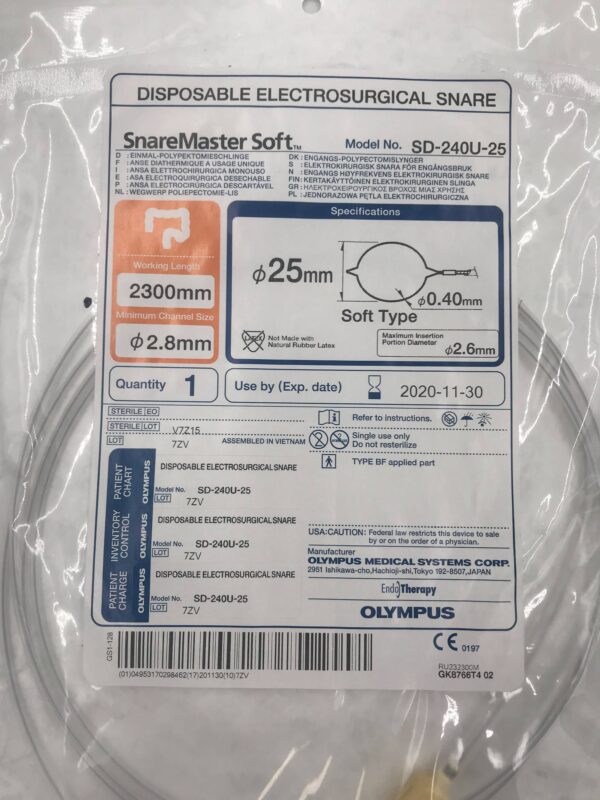 DISPOSABLE ELECTROSURGICAL SNARE
SnareMaster Soft™ Model No. SD-240U-25
D :EINMAL-POLYPEKTOMIESCHLINGE
F :ANSE DIATHERMIQUE A USAGE UNIQUE
I :ANSA ELETTROCHIRURGICA MONOUSO
E :ASA ELECTROQUIRURGICA DESECHABLE
P :ANSA ELECTROCIRÚRGICA DESCARTÁVEL
NL:WEGWERP POLIEPECTOMIE-LIS
DK :ENGANGS-POLYPECTOMISLYNGER
S :ELEKTROKIRURGISK SNARA FÖR ENGÅNGSBRUK
N :ENGANGS HØYFREKVENS ELEKTROKIRURGISK SNARE
FIN:KERTAKÄYTTÖINEN ELEKTROKIRURGINEN SLINGA
GR :ΗΛΕΚΤΡΟΧΕΙΡΟΥΡΓΙΚΟΣ ΒΡΟΧΟΣ ΜΙΑΣ ΧΡΗΣΗΣ
PL :JEDNORAZOWA PĘTLA ELEKTROCHIRURGICZNA
Working Length
2300mm
Minimum Channel Size
φ2.8mm
Specifications
φ25mm
φ0.40mm
Soft Type
LATEX
Not Made with
Natural Rubber Latex
Maximum Insertion
Portion Diameter
φ2.6mm
Quantity 1
Use by (Exp. date) 2020-11-30
STERILE EO
STERILE LOT V7Z15
LOT 7ZV ASSEMBLED IN VIETNAM
Refer to instructions.
Single use only
Do not resterilize
TYPE BF applied part
PATIENT CHART
OLYMPUS
DISPOSABLE ELECTROSURGICAL SNARE
Model No. SD-240U-25
LOT 7ZV
INVENTORY CONTROL
OLYMPUS
DISPOSABLE ELECTROSURGICAL SNARE
Model No. SD-240U-25
LOT 7ZV
PATIENT CHARGE
OLYMPUS
DISPOSABLE ELECTROSURGICAL SNARE
Model No. SD-240U-25
LOT 7ZV
USA:CAUTION: Federal law restricts this device to sale
by or on the order of a physician.
Manufacturer
OLYMPUS MEDICAL SYSTEMS CORP.
2951 Ishikawa-cho,Hachioji-shi,Tokyo 192-8507,JAPAN
EndoTherapy
OLYMPUS
GS1-128
(01)04953170298462(17)201130(10)7ZV
CE 0197
RU232300M
GK8766T4 02